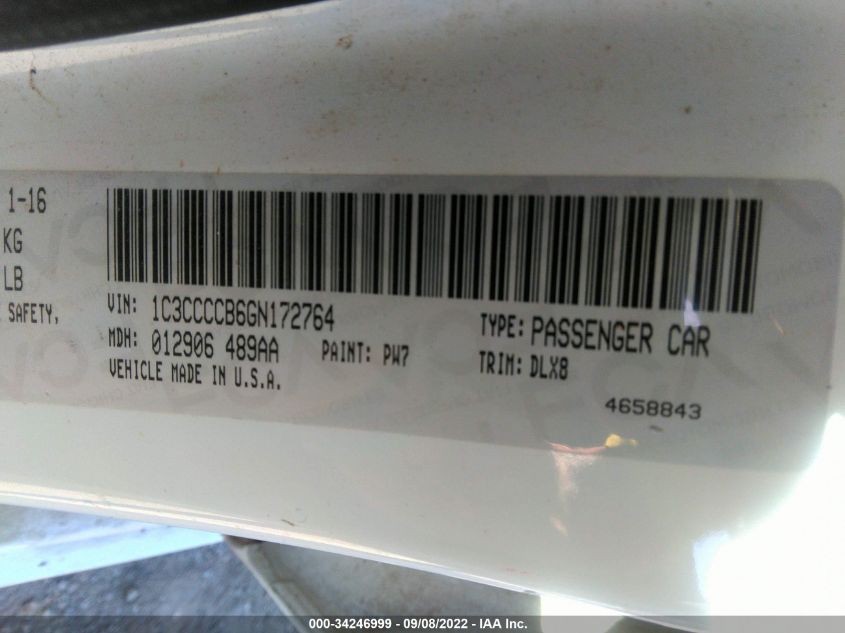 1-16
KG
LB
SAFETY,
VIN: 1C3CCCCB6GN172764
TYPE: PASSENGER CAR
MDH: 012906 489AA
PAINT: PW7
TRIM: DLX8
VEHICLE MADE IN U.S.A.
4658843
000-34246999 - 09/08/2022 - IAA Inc.